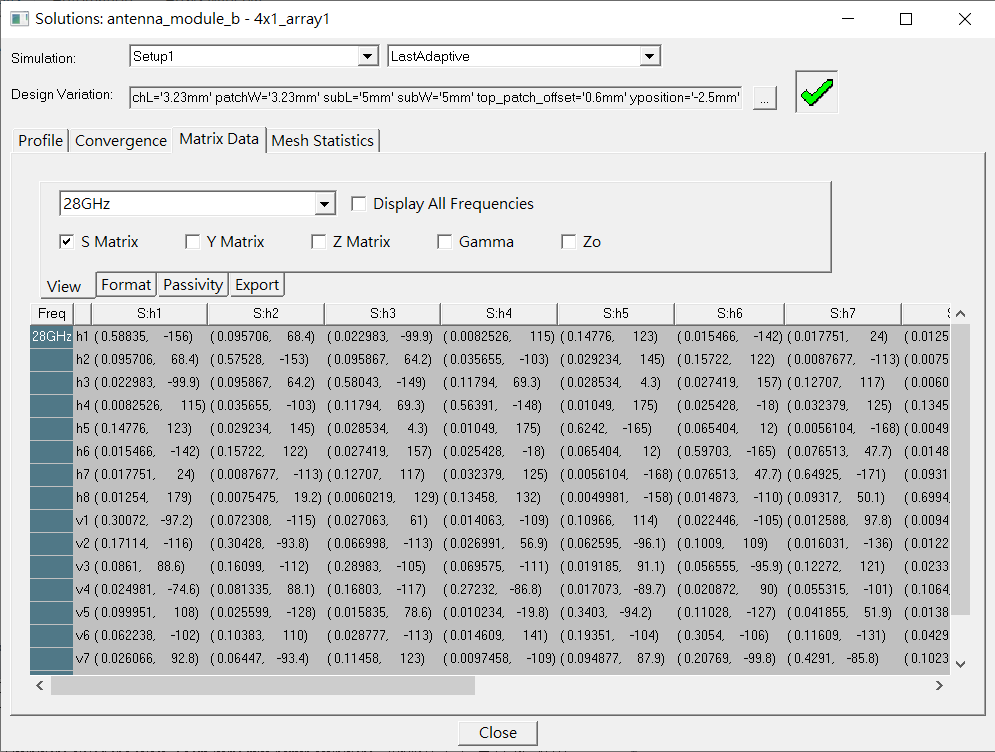 Solutions: antenna_module_b - 4x1_array1
Simulation: Setup1 LastAdaptive
Design Variation: chL='3.23mm' patchW='3.23mm' subL='5mm' subW='5mm' top_patch_offset='0.6mm' yposition='-2.5mm' ...
Profile Convergence Matrix Data Mesh Statistics
28GHz Display All Frequencies
S Matrix Y Matrix Z Matrix Gamma Zo
View Format Passivity Export
Freq S:h1 S:h2 S:h3 S:h4 S:h5 S:h6 S:h7
28GHz h1 ( 0.58835, -156) ( 0.095706, 68.4) ( 0.022983, -99.9) ( 0.0082526, 115) ( 0.14776, 123) ( 0.015466, -142) ( 0.017751, 24) ( 0.0125
h2 ( 0.095706, 68.4) ( 0.57528, -153) ( 0.095867, 64.2) ( 0.035655, -103) ( 0.029234, 145) ( 0.15722, 122) ( 0.0087677, -113) ( 0.0075
h3 ( 0.022983, -99.9) ( 0.095867, 64.2) ( 0.58043, -149) ( 0.11794, 69.3) ( 0.028534, 4.3) ( 0.027419, 157) ( 0.12707, 117) ( 0.0060
h4 ( 0.0082526, 115) ( 0.035655, -103) ( 0.11794, 69.3) ( 0.56391, -148) ( 0.01049, 175) ( 0.025428, -18) ( 0.032379, 125) ( 0.1345
h5 ( 0.14776, 123) ( 0.029234, 145) ( 0.028534, 4.3) ( 0.01049, 175) ( 0.6242, -165) ( 0.065404, 12) ( 0.0056104, -168) ( 0.0049
h6 ( 0.015466, -142) ( 0.15722, 122) ( 0.027419, 157) ( 0.025428, -18) ( 0.065404, 12) ( 0.59703, -165) ( 0.076513, 47.7) ( 0.0148
h7 ( 0.017751, 24) ( 0.0087677, -113) ( 0.12707, 117) ( 0.032379, 125) ( 0.0056104, -168) ( 0.076513, 47.7) ( 0.64925, -171) ( 0.0931
h8 ( 0.01254, 179) ( 0.0075475, 19.2) ( 0.0060219, 129) ( 0.13458, 132) ( 0.0049981, -158) ( 0.014873, -110) ( 0.09317, 50.1) ( 0.6994
v1 ( 0.30072, -97.2) ( 0.072308, -115) ( 0.027063, 61) ( 0.014063, -109) ( 0.10966, 114) ( 0.022446, -105) ( 0.012588, 97.8) ( 0.0094
v2 ( 0.17114, -116) ( 0.30428, -93.8) ( 0.066998, -113) ( 0.026991, 56.9) ( 0.062595, -96.1) ( 0.1009, 109) ( 0.016031, -136) ( 0.0122
v3 ( 0.0861, 88.6) ( 0.16099, -112) ( 0.28983, -105) ( 0.069575, -111) ( 0.019185, 91.1) ( 0.056555, -95.9) ( 0.12272, 121) ( 0.0233
v4 ( 0.024981, -74.6) ( 0.081335, 88.1) ( 0.16803, -117) ( 0.27232, -86.8) ( 0.017073, -89.7) ( 0.020872, 90) ( 0.055315, -101) ( 0.1064
v5 ( 0.099951, 108) ( 0.025599, -128) ( 0.015835, 78.6) ( 0.010234, -19.8) ( 0.3403, -94.2) ( 0.11028, -127) ( 0.041855, 51.9) ( 0.0138
v6 ( 0.062238, -102) ( 0.10383, 110) ( 0.028777, -113) ( 0.014609, 141) ( 0.19351, -104) ( 0.3054, -106) ( 0.11609, -131) ( 0.0429
v7 ( 0.026066, 92.8) ( 0.06447, -93.4) ( 0.11458, 123) ( 0.0097458, -109) ( 0.094877, 87.9) ( 0.20769, -99.8) ( 0.4291, -85.8) ( 0.1023
Close